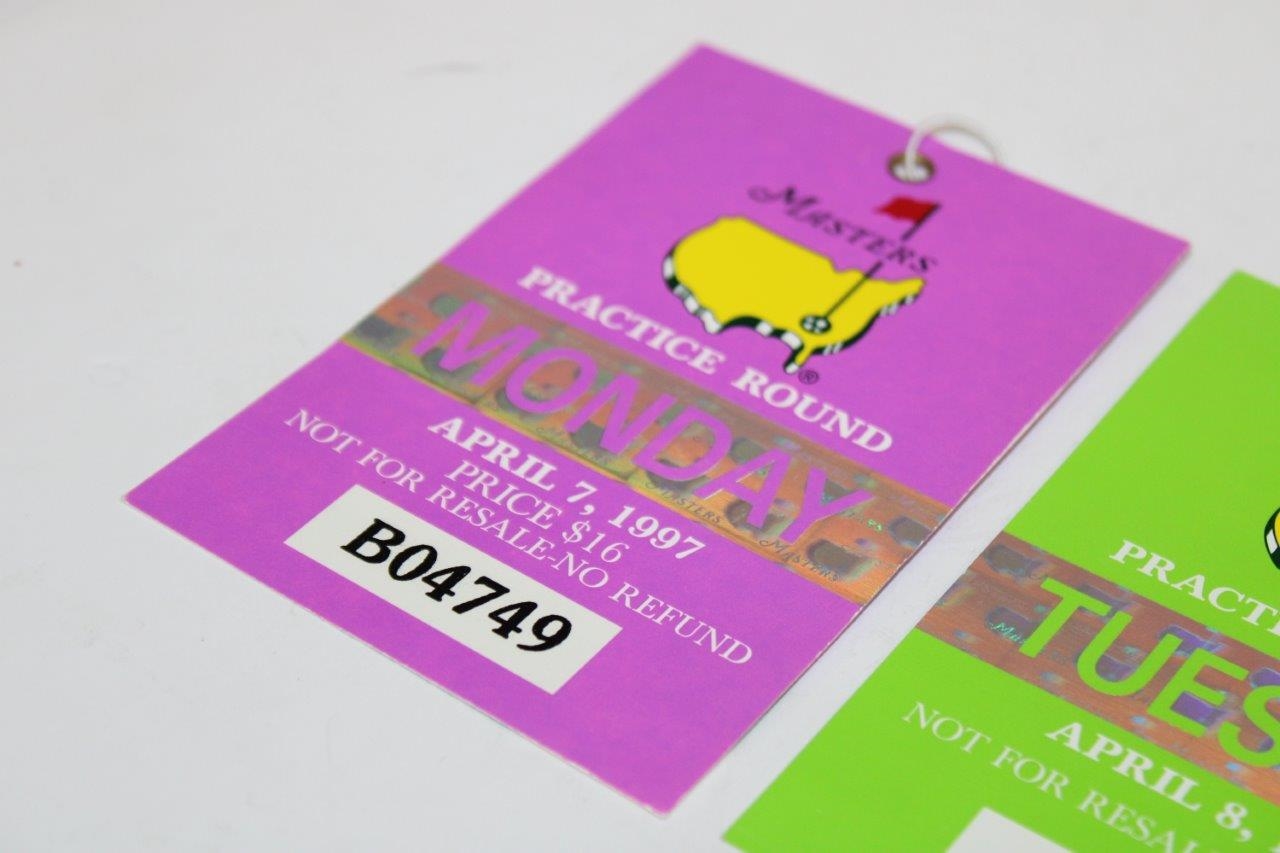 Masters
®
PRACTICE ROUND
MONDAY
APRIL 7, 1997
PRICE $16
NOT FOR RESALE-NO REFUND
B04749
PRACTI
TUES
APRIL 8,
NOT FOR RESAL